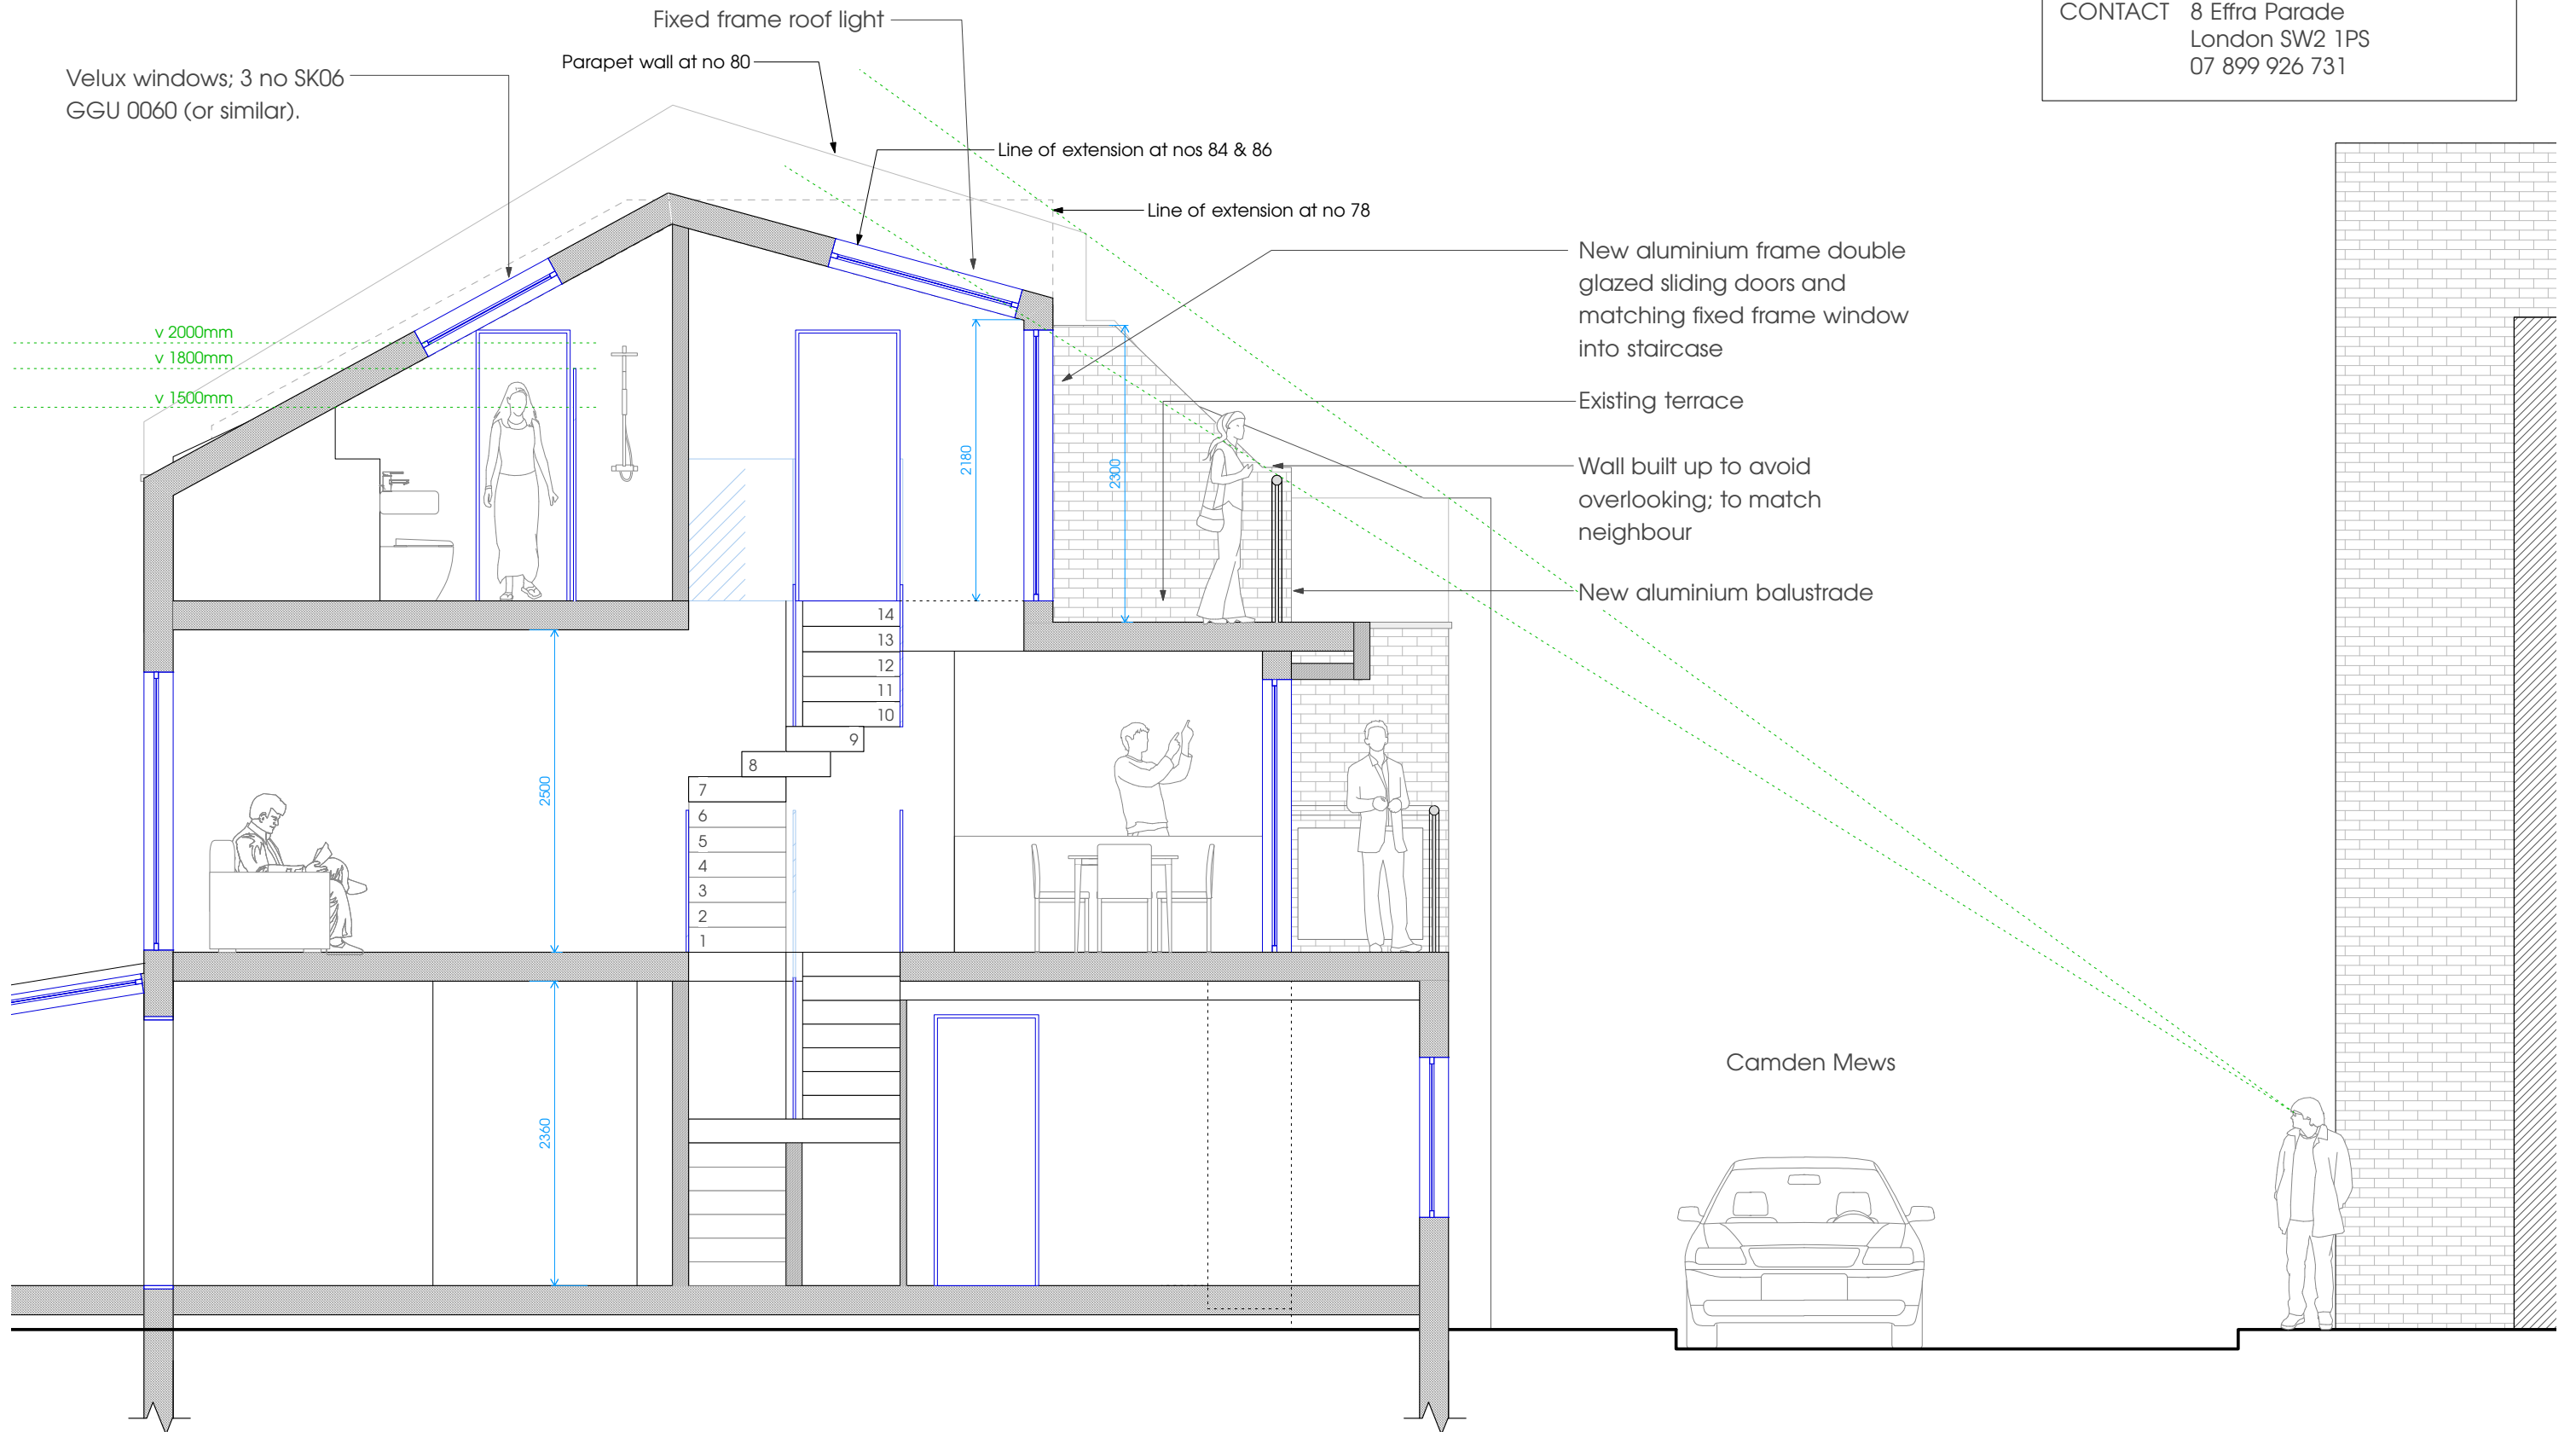 Fixed frame roof light
CONTACT 8 Effra Parade
London SW2 1PS
07 899 926 731
Parapet wall at no 80
Velux windows; 3 no SK06
GGU 0060 (or similar).
Line of extension at nos 84 & 86
Line of extension at no 78
New aluminium frame double
glazed sliding doors and
matching fixed frame window
into staircase
v 2000mm
v 1800mm
v 1500mm
Existing terrace
2180
2300
Wall built up to avoid
overlooking; to match
neighbour
New aluminium balustrade
14
13
12
11
10
9
8
7
6
5
4
3
2
1
2500
2360
Camden Mews